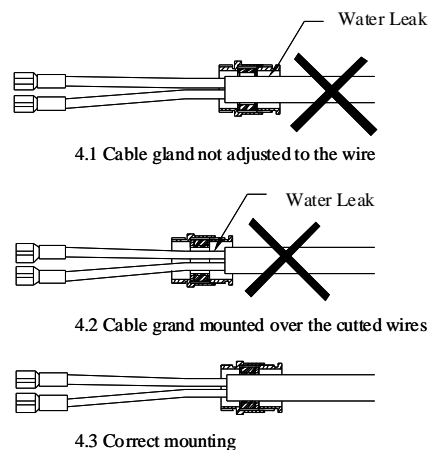 Water Leak
4.1 Cable gland not adjusted to the wire
Water Leak
4.2 Cable grand mounted over the cutted wires
4.3 Correct mounting